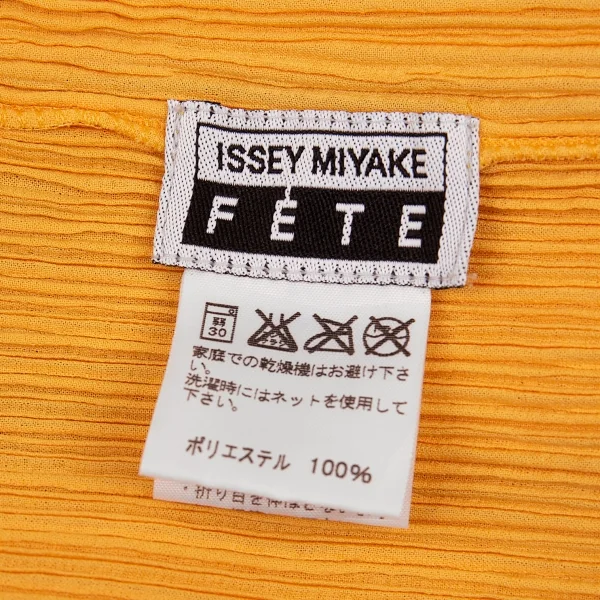 ISSEY MIYAKE
FÊTE
弱
30
家庭での乾燥機はお避け下さ
い。
洗濯時にはネットを使用して
下さい。
ポリエステル 100%